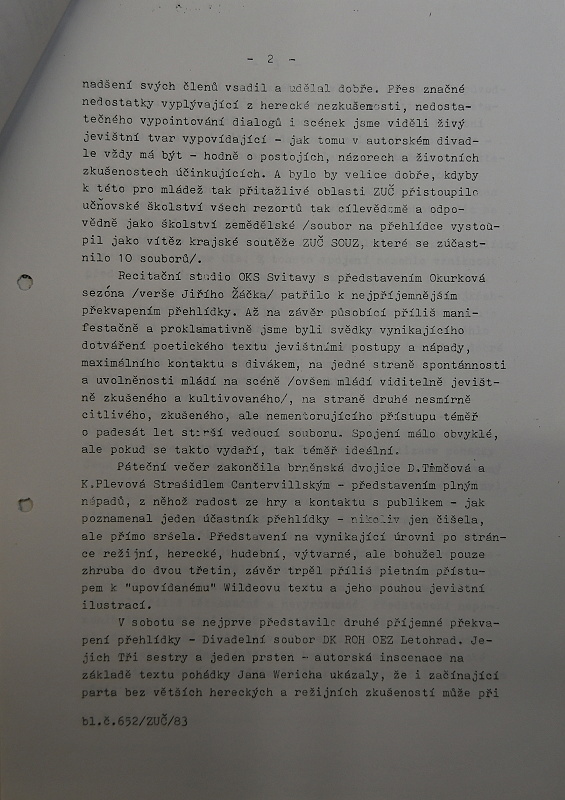 - 2 -
nadšení svých členů vsadil a udělal dobře. Přes značné
nedostatky vyplývající z herecké nezkušenosti, nedosta-
tečného vypointování dialogů i scének jsme viděli živý
jevištní tvar vypovídající - jak tomu v autorském divad-
le vždy má být - hodně o postojích, názorech a životních
zkušenostech účinkujících. A bylo by velice dobře, kdyby
k této pro mládež tak přitažlivé oblasti ZUČ přistoupilo
učňovské školství všech rezortů tak cílevědomě a odpo-
vědně jako školství zemědělské /soubor na přehlídce vystou-
pil jako vítěz krajské soutěže ZUČ SOUZ, které se zúčast-
nilo 10 souborů/.
Recitační studio OKS Svitavy s představením Okurková
sezóna /verše Jiřího Žáčka/ patřilo k nejpříjemnějším
překvapením přehlídky. Až na závěr působící příliš mani-
festačně a proklamativně jsme byli svědky vynikajícího
dotváření poetického textu jevištními postupy a nápady,
maximálního kontaktu s divákem, na jedné straně spontánnosti
a uvolněnosti mládí na scéně /ovšem mládí viditelně jevišt-
ně zkušeného a kultivovaného/, na straně druhé nesmírně
citlivého, zkušeného, ale nementorujícího přístupu téměř
o padesát let starší vedoucí souboru. Spojení málo obvyklé,
ale pokud se takto vydaří, tak téměř ideální.
Páteční večer zakončila brněnská dvojice D.Tůmčová a
K.Plevová Strašidlem Cantervillským - představením plným
nápadů, z něhož radost ze hry a kontaktu s publikem - jak
poznamenal jeden účastník přehlídky - nikoliv jen čišela,
ale přímo sršela. Představení na vynikající úrovni po strán-
ce režijní, herecké, hudební, výtvarné, ale bohužel pouze
zhruba do dvou třetin, závěr trpěl příliš pietním přístu-
pem k "upovídanému" Wildeovu textu a jeho pouhou jevištní
ilustrací.
V sobotu se nejprve představilo druhé příjemné překva-
pení přehlídky - Divadelní soubor DK ROH OEZ Letohrad. Je-
jich Tři sestry a jeden prsten - autorská inscenace na
základě textu pohádky Jana Wericha ukázaly, že i začínající
parta bez větších hereckých a režijních zkušeností může při
bl.č.652/ZUČ/83